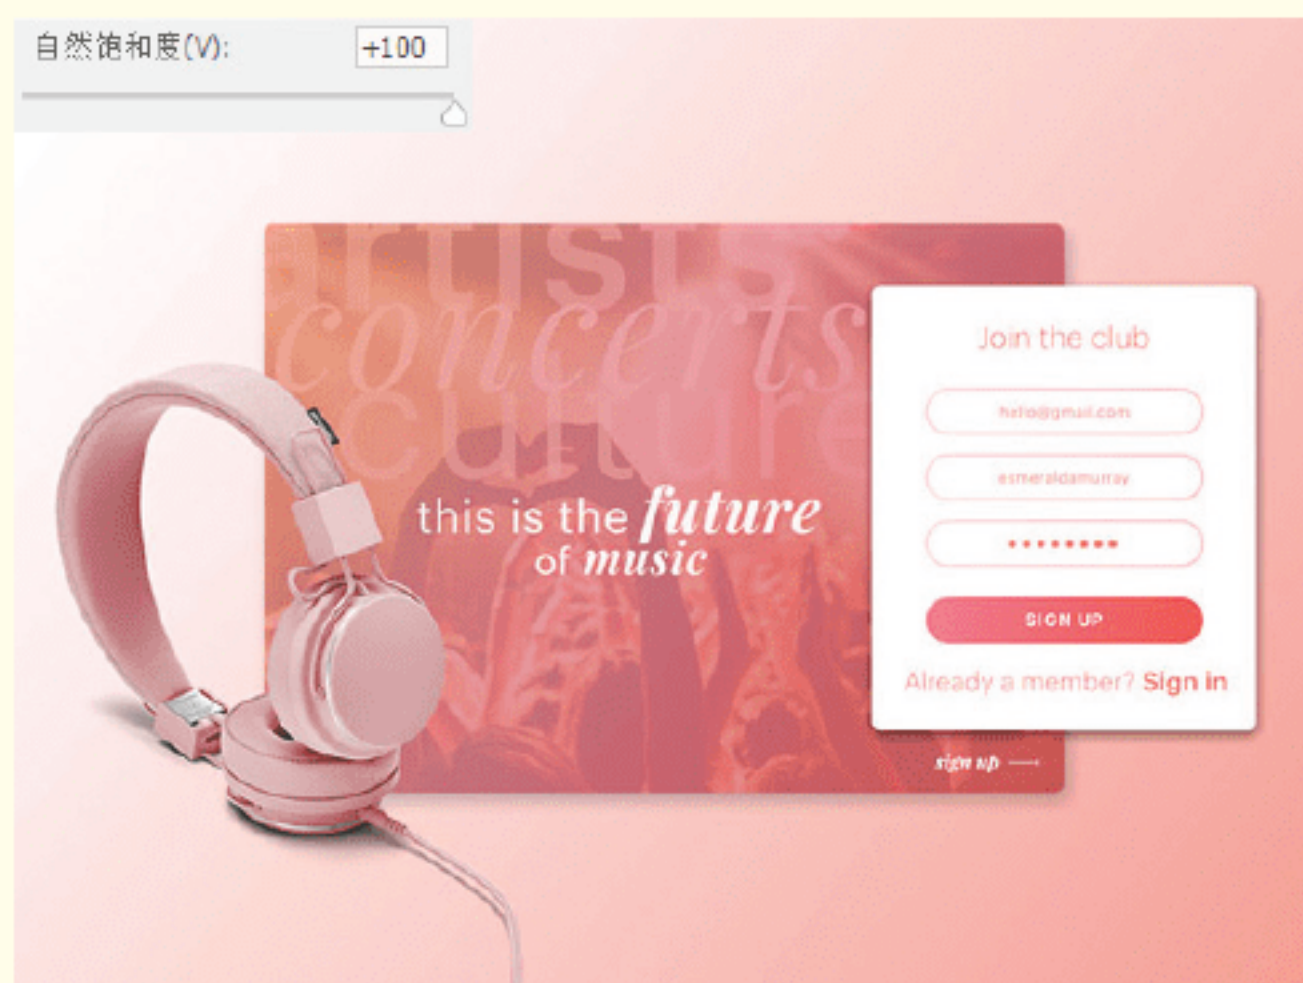 自然饱和度(V):
+100
artists
concerts
culture
this is the future
of music
Join the club
hello@gmail.com
esmeraldamurray
SIGN UP
Already a member? Sign in
sign up